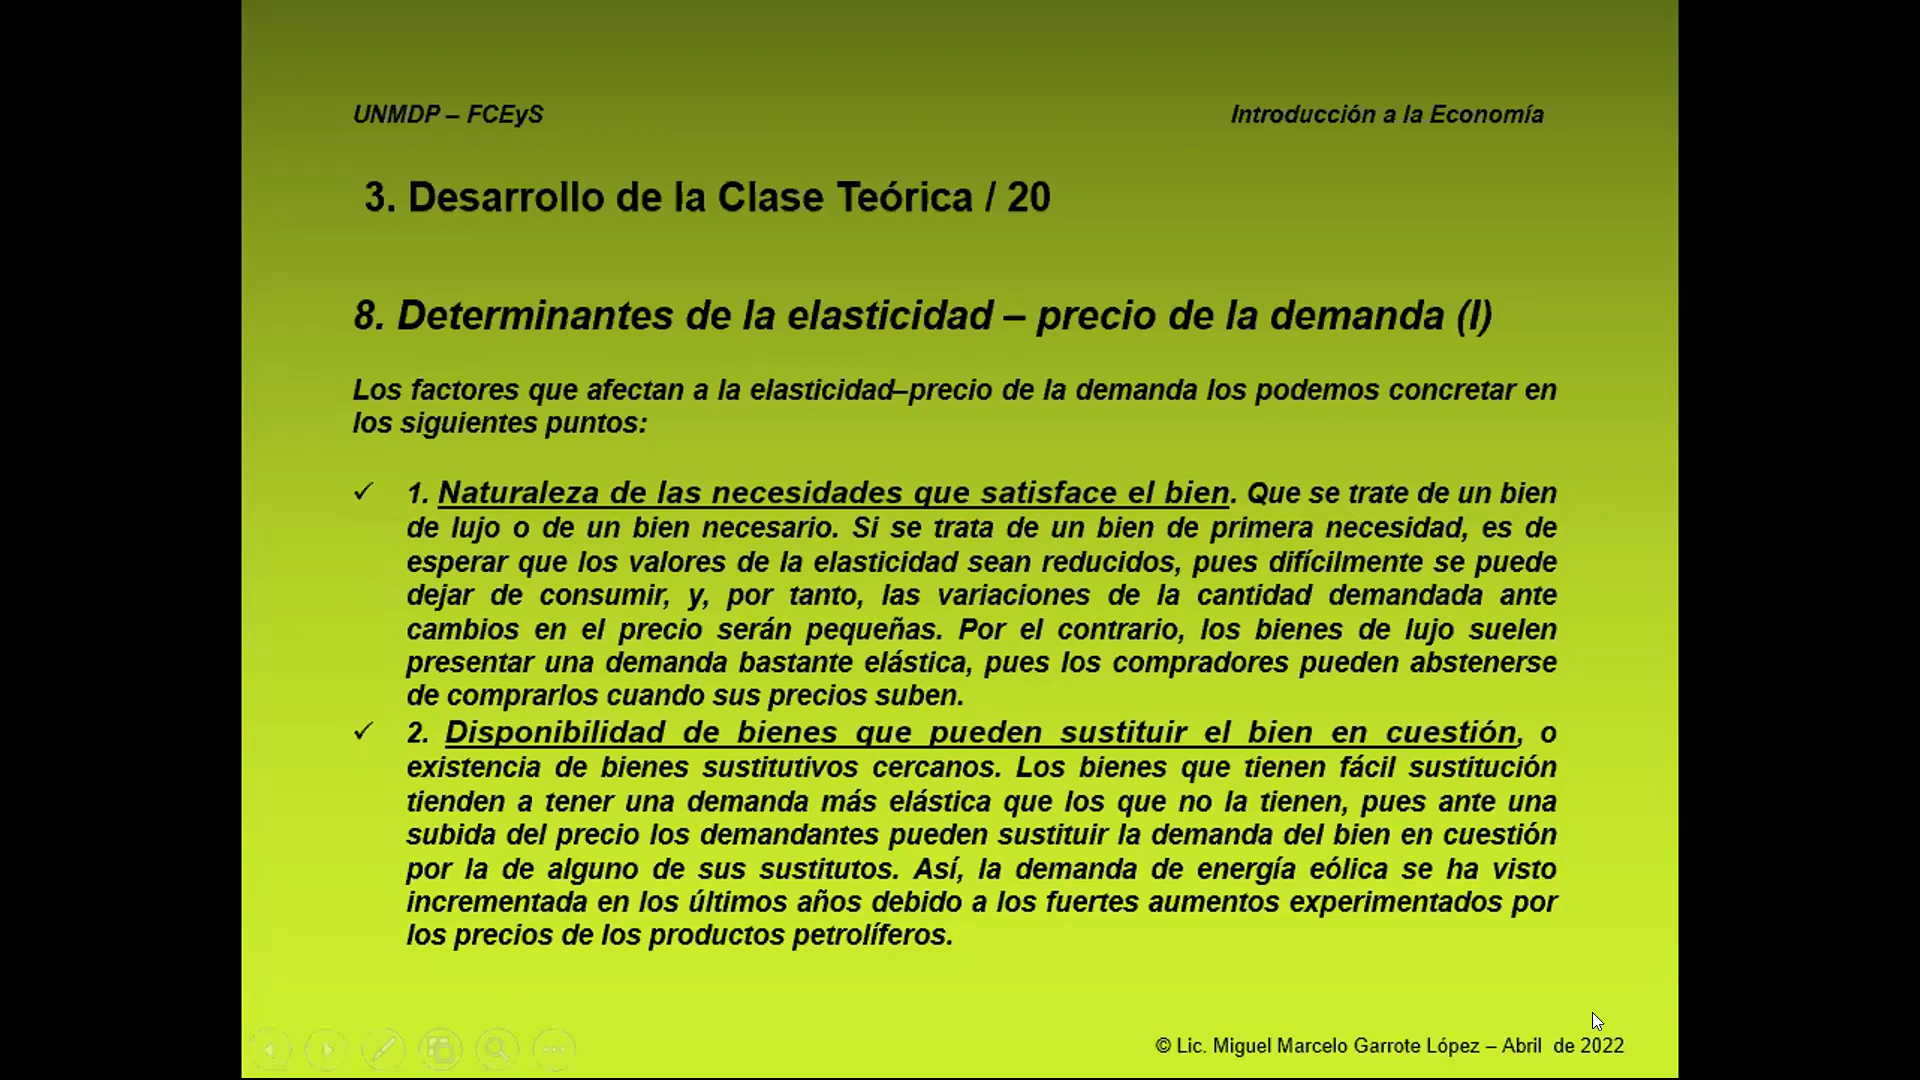 UNMDP – FCEyS
Introducción a la Economía
3. Desarrollo de la Clase Teórica / 20
8. Determinantes de la elasticidad – precio de la demanda (I)
Los factores que afectan a la elasticidad–precio de la demanda los podemos concretar en
los siguientes puntos:
✓ 1. Naturaleza de las necesidades que satisface el bien. Que se trate de un bien
de lujo o de un bien necesario. Si se trata de un bien de primera necesidad, es de
esperar que los valores de la elasticidad sean reducidos, pues difícilmente se puede
dejar de consumir, y, por tanto, las variaciones de la cantidad demandada ante
cambios en el precio serán pequeñas. Por el contrario, los bienes de lujo suelen
presentar una demanda bastante elástica, pues los compradores pueden abstenerse
de comprarlos cuando sus precios suben.
✓ 2. Disponibilidad de bienes que pueden sustituir el bien en cuestión, o
existencia de bienes sustitutivos cercanos. Los bienes que tienen fácil sustitución
tienden a tener una demanda más elástica que los que no la tienen, pues ante una
subida del precio los demandantes pueden sustituir la demanda del bien en cuestión
por la de alguno de sus sustitutos. Así, la demanda de energía eólica se ha visto
incrementada en los últimos años debido a los fuertes aumentos experimentados por
los precios de los productos petrolíferos.
© Lic. Miguel Marcelo Garrote López – Abril de 2022